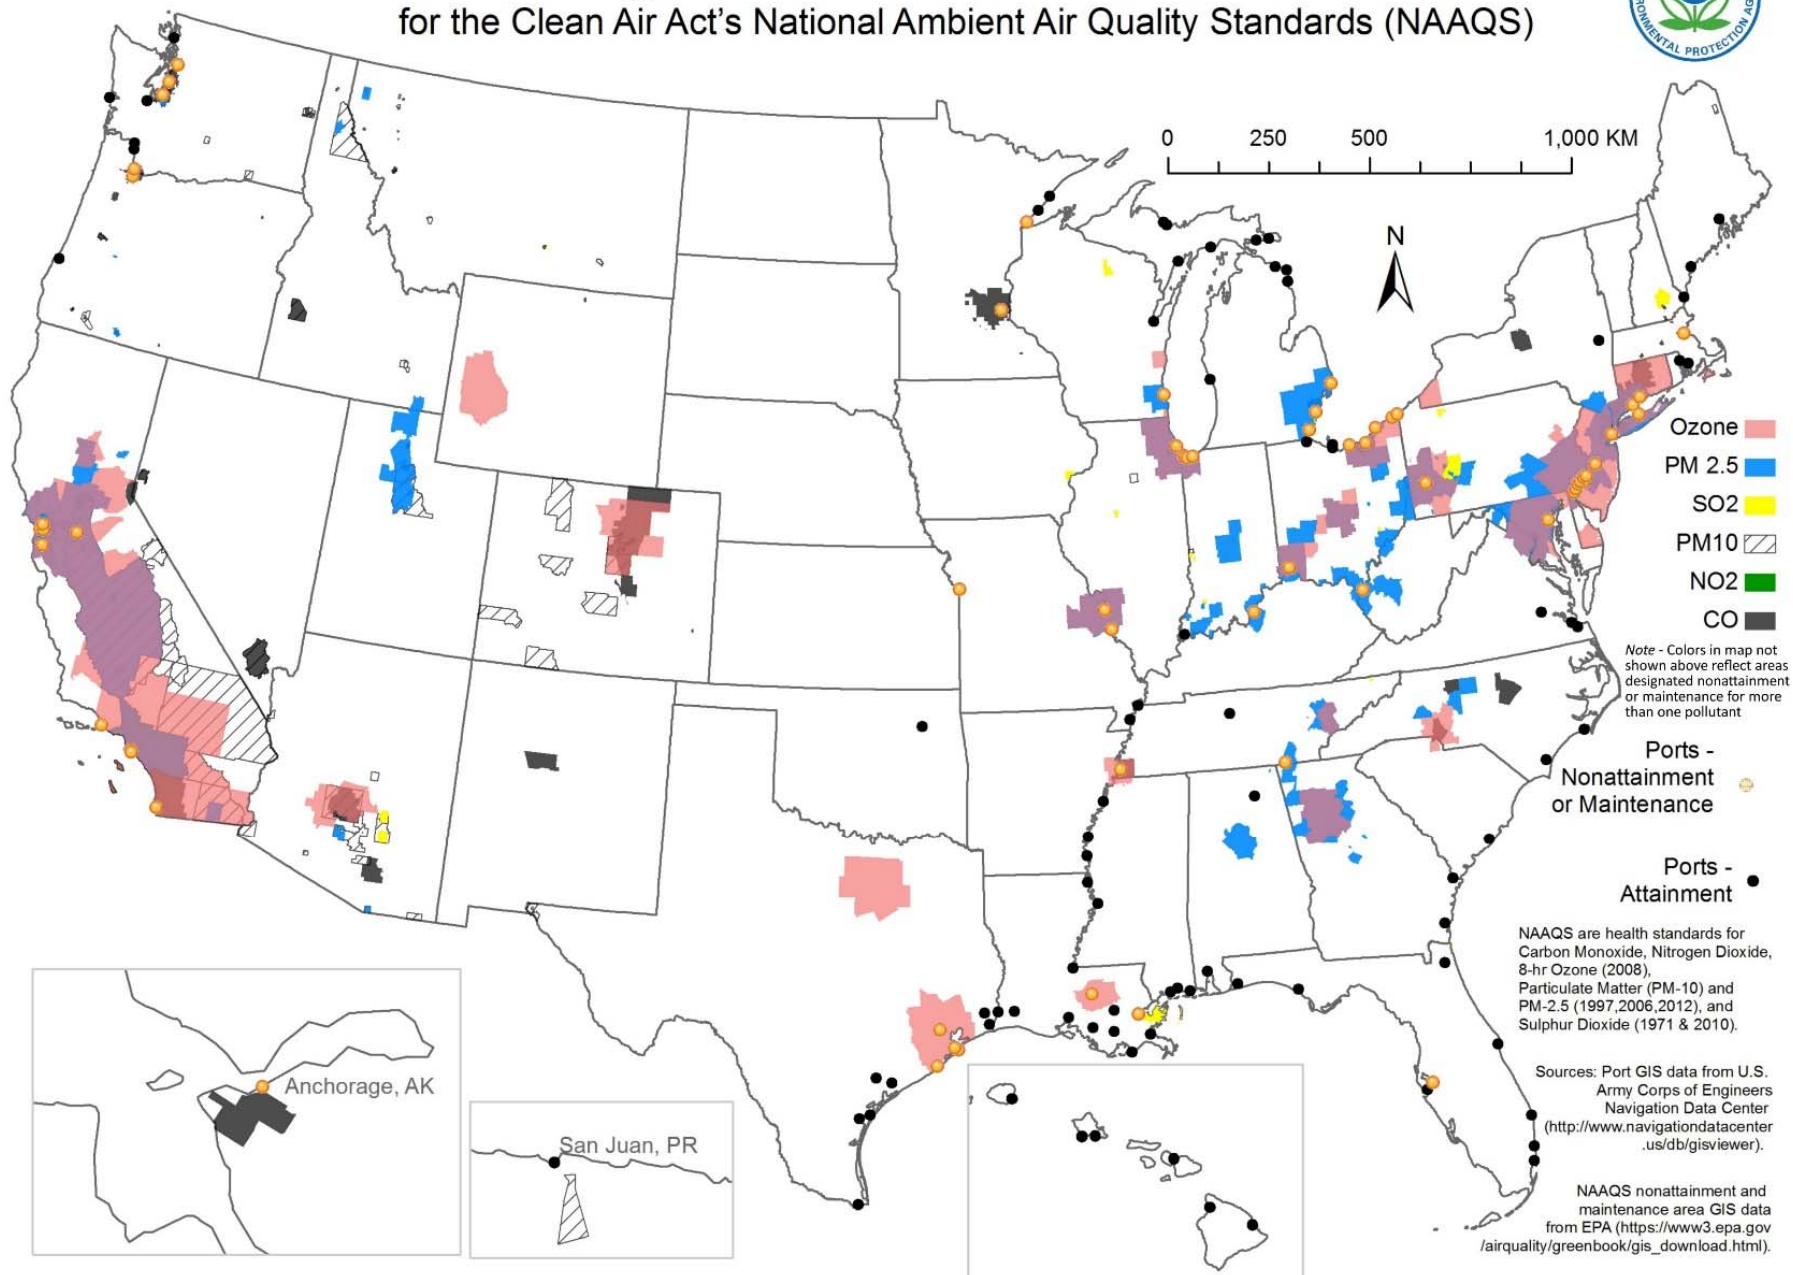 for the Clean Air Act's National Ambient Air Quality Standards (NAAQS)
RONMENTAL PROTECTION AG
0 250 500 1,000 KM
N
Ozone
PM 2.5
SO2
PM10
NO2
CO
Note - Colors in map not
shown above reflect areas
designated nonattainment
or maintenance for more
than one pollutant
Ports -
Nonattainment
or Maintenance
Ports -
Attainment
NAAQS are health standards for
Carbon Monoxide, Nitrogen Dioxide,
8-hr Ozone (2008),
Particulate Matter (PM-10) and
PM-2.5 (1997,2006,2012), and
Sulphur Dioxide (1971 & 2010).
Sources: Port GIS data from U.S.
Army Corps of Engineers
Navigation Data Center
(http://www.navigationdatacenter
.us/db/gisviewer).
NAAQS nonattainment and
maintenance area GIS data
from EPA (https://www3.epa.gov
/airquality/greenbook/gis_download.html).
Anchorage, AK
San Juan, PR